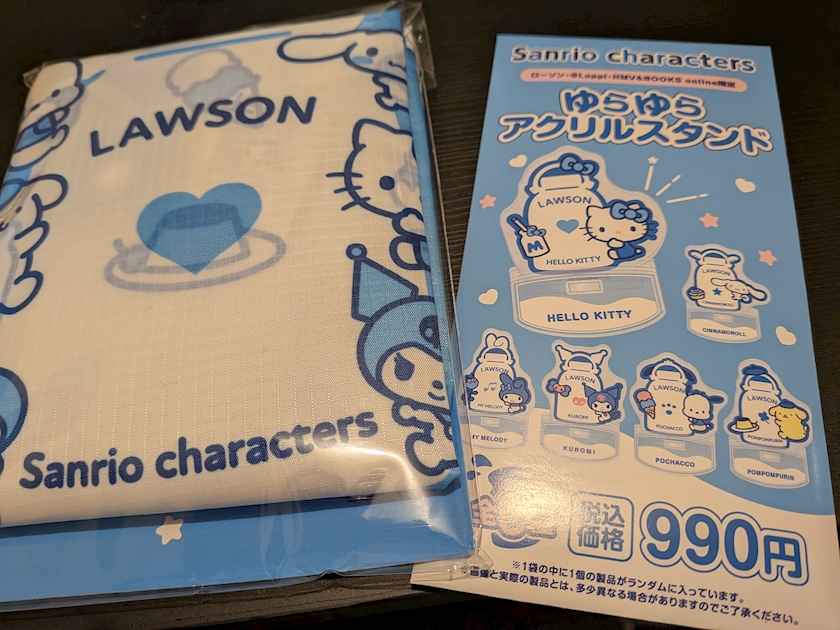 LAWSON
Sanrio characters
Sanrio characters
ローソン・@Loppi・HMV&BOOKS online限定
ゆらゆら
アクリルスタンド
LAWSON
M
HELLO KITTY
HELLO KITTY
LAWSON
CINNAMOROLL
CINNAMOROLL
LAWSON
MY MELODY
MY MELODY
LAWSON
KUROMI
KUROMI
LAWSON
POCHACCO
POCHACCO
LAWSON
POMPOMPURIN
POMPOMPURIN
税込
価格
990円
※1袋の中に1個の製品がランダムに入っています。
※画像と実際の製品とは、多少異なる場合がありますのでご了承ください。